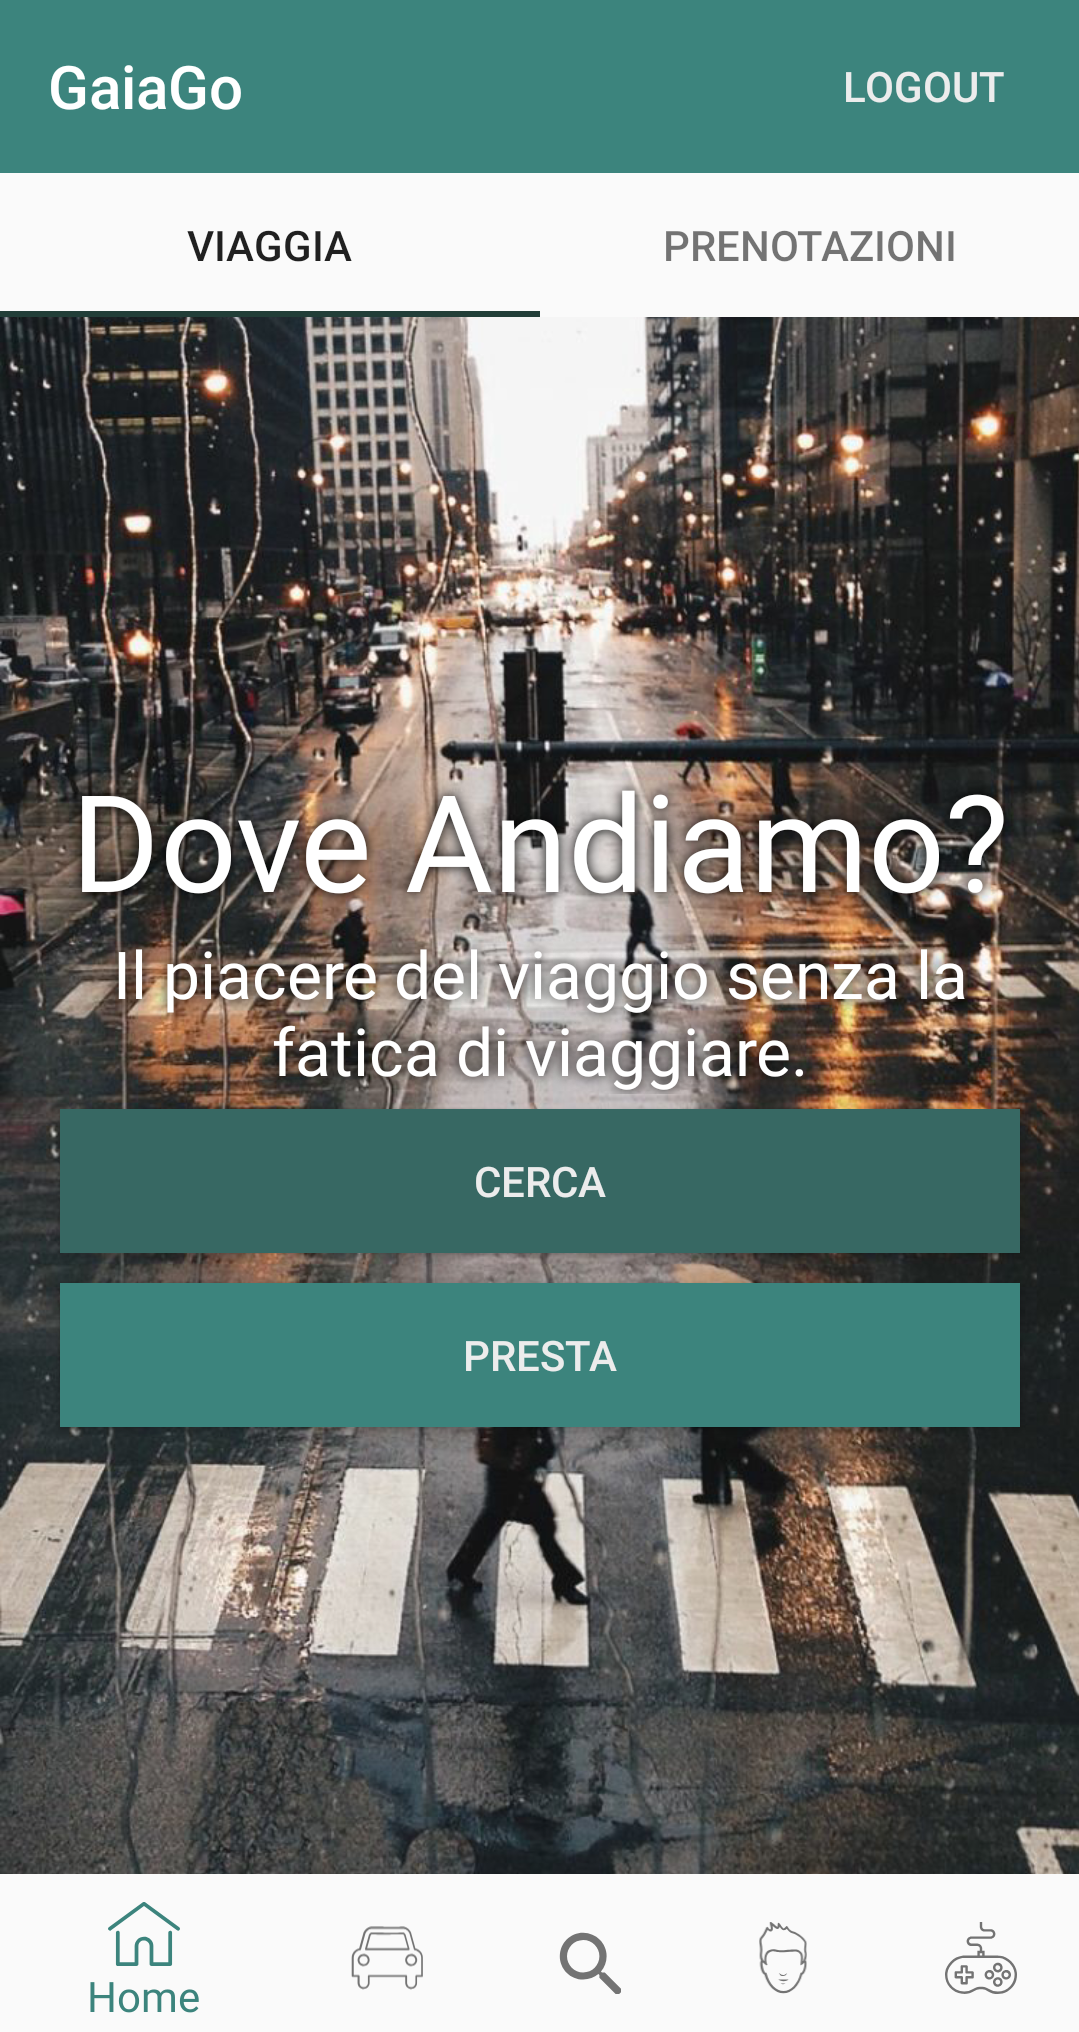 GaiaGo
LOGOUT
VIAGGIA
PRENOTAZIONI
Dove Andiamo?
Il piacere del viaggio senza la
fatica di viaggiare.
CERCA
PRESTA
Home